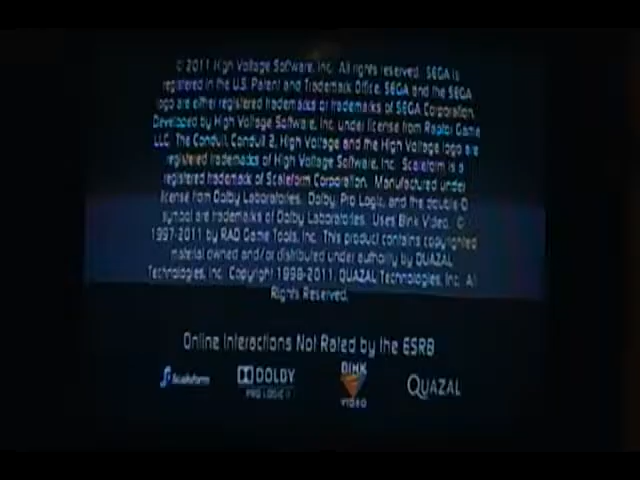 © 2011 High Voltage Software, Inc. All rights reserved. SEGA is
registered in the U.S. Patent and Trademark Office. SEGA and the SEGA
logo are either registered trademarks or trademarks of SEGA Corporation.
Developed by High Voltage Software, Inc. under license from Raptor Game
LLC. The Conduit, Conduit 2, High Voltage and the High Voltage logo are
registered trademarks of High Voltage Software, Inc. Scaleform is a
registered trademark of Scaleform Corporation. Manufactured under
license from Dolby Laboratories. Dolby, Pro Logic, and the double-D
symbol are trademarks of Dolby Laboratories. Uses Bink Video. ©
1997-2011 by RAD Game Tools, Inc. This product contains copyrighted
material owned and/or distributed under authority by QUAZAL
Technologies, Inc. Copyright 1998-2011. QUAZAL Technologies, Inc. All
Rights Reserved.
Online Interactions Not Rated by the ESRB
Scaleform
DOLBY
PRO LOGIC II
BINK
VIDEO
QUAZAL